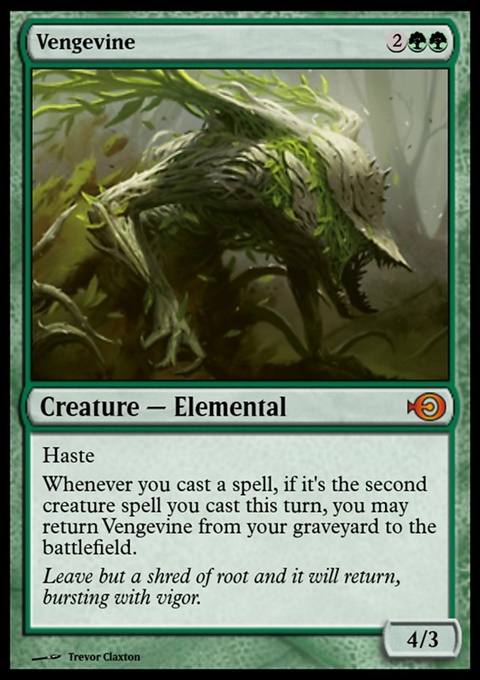 Vengevine 2
Creature — Elemental
Haste
Whenever you cast a spell, if it's the second
creature spell you cast this turn, you may
return Vengevine from your graveyard to the
battlefield.
Leave but a shred of root and it will return,
bursting with vigor.
4/3
Trevor Claxton